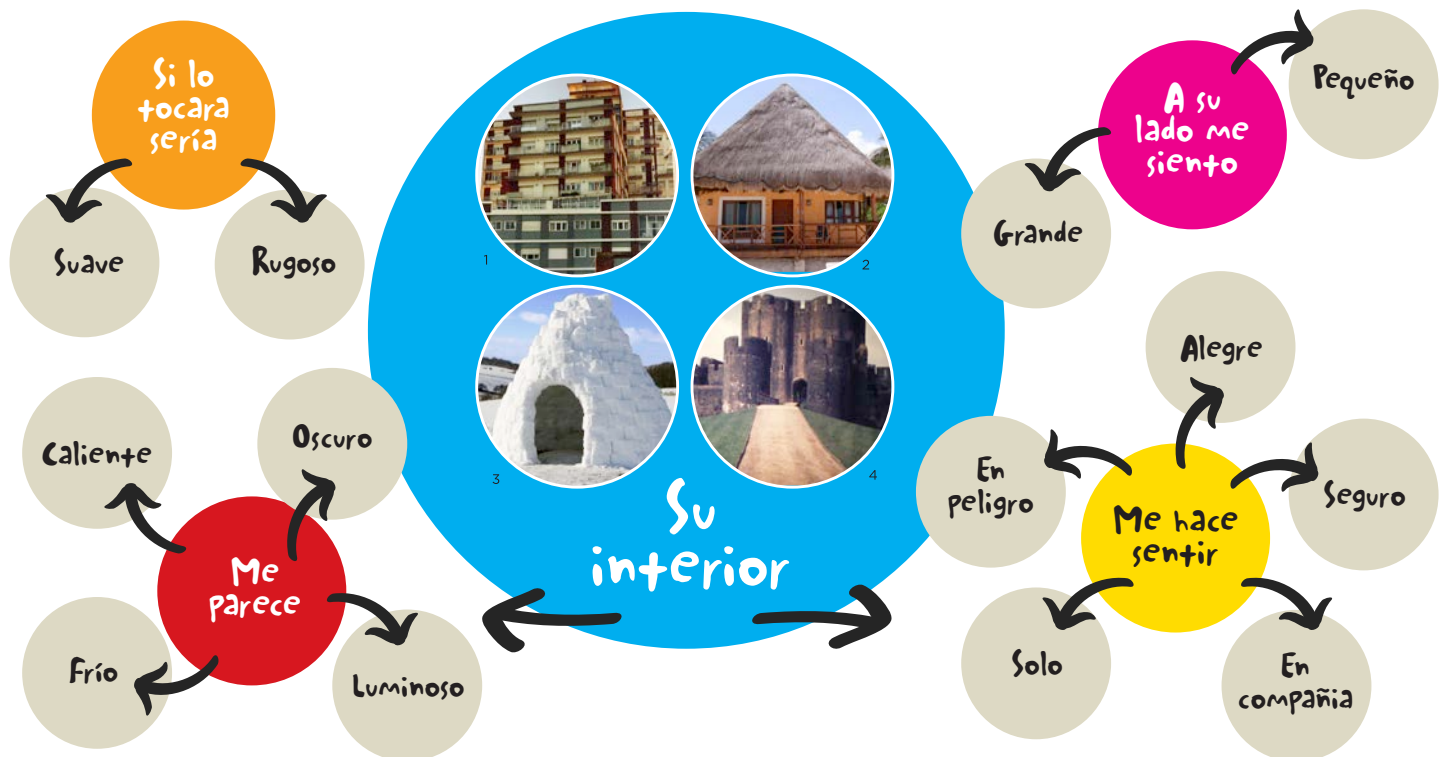 Si lo
tocara
sería
Suave
Rugoso
Caliente
Oscuro
Me
parece
Frío
Luminoso
1
2
3
4
Su
interior
A su
lado me
siento
Pequeño
Grande
Alegre
En
peligro
Me hace
sentir
Seguro
Solo
En
compañia